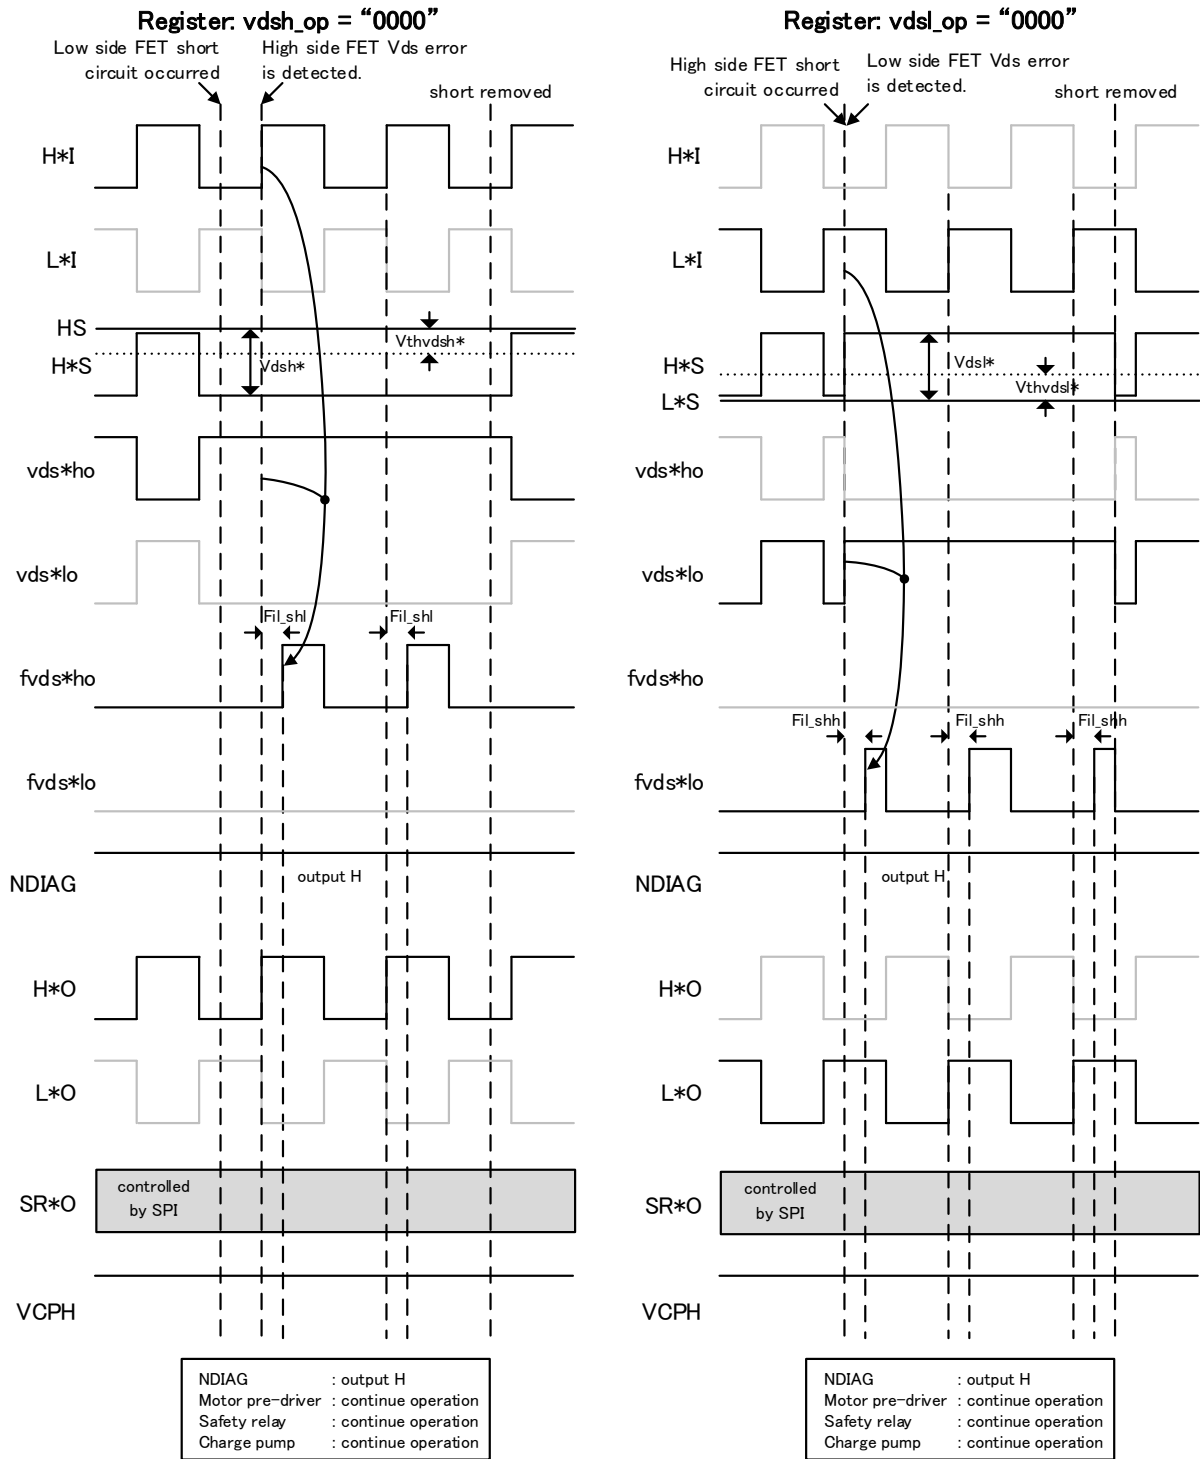 Register: vdsh_op = “0000”
Low side FET short
circuit occurred
High side FET Vds error
is detected.
short removed
H*I
L*I
HS
Vthvdsh*
H*S
Vdsh*
vds*ho
vds*lo
Fil_shl
Fil_shl
fvds*ho
fvds*lo
NDIAG
output H
H*O
L*O
SR*O
controlled
by SPI
VCPH
NDIAG : output H
Motor pre-driver : continue operation
Safety relay : continue operation
Charge pump : continue operation
Register: vdsl_op = “0000”
High side FET short
circuit occurred
Low side FET Vds error
is detected.
short removed
H*I
L*I
H*S
Vdsl*
Vthvdsl*
L*S
vds*ho
vds*lo
fvds*ho
Fil_shh
Fil_shh
Fil_shh
fvds*lo
NDIAG
output H
H*O
L*O
SR*O
controlled
by SPI
VCPH
NDIAG : output H
Motor pre-driver : continue operation
Safety relay : continue operation
Charge pump : continue operation